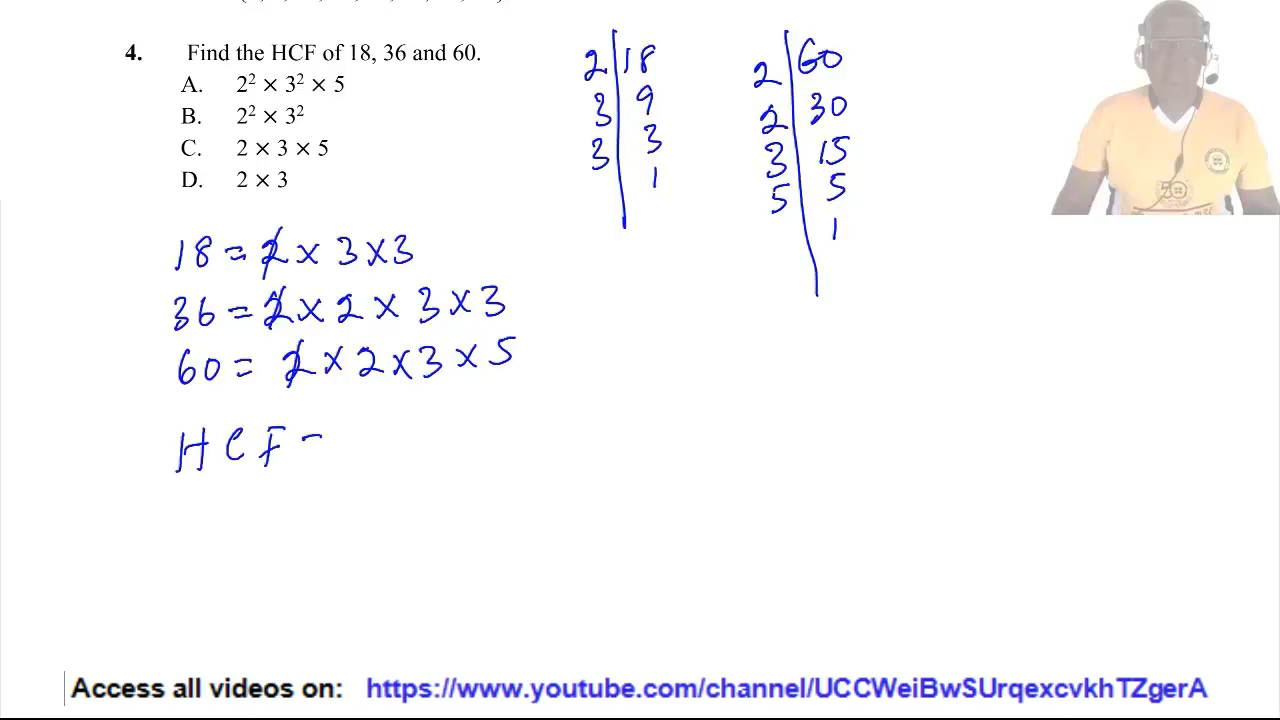 4. Find the HCF of 18, 36 and 60.
A. 2² × 3² × 5
B. 2² × 3²
C. 2 × 3 × 5
D. 2 × 3
2 | 18
3 | 9
3 | 3
1
2 | 60
2 | 30
3 | 15
5 | 5
1
18 = 2 × 3 × 3
36 = 2 × 2 × 3 × 3
60 = 2 × 2 × 3 × 5
HCF -
Access all videos on: https://www.youtube.com/channel/UCCWeiBwSUrqexcvkhTZgerA